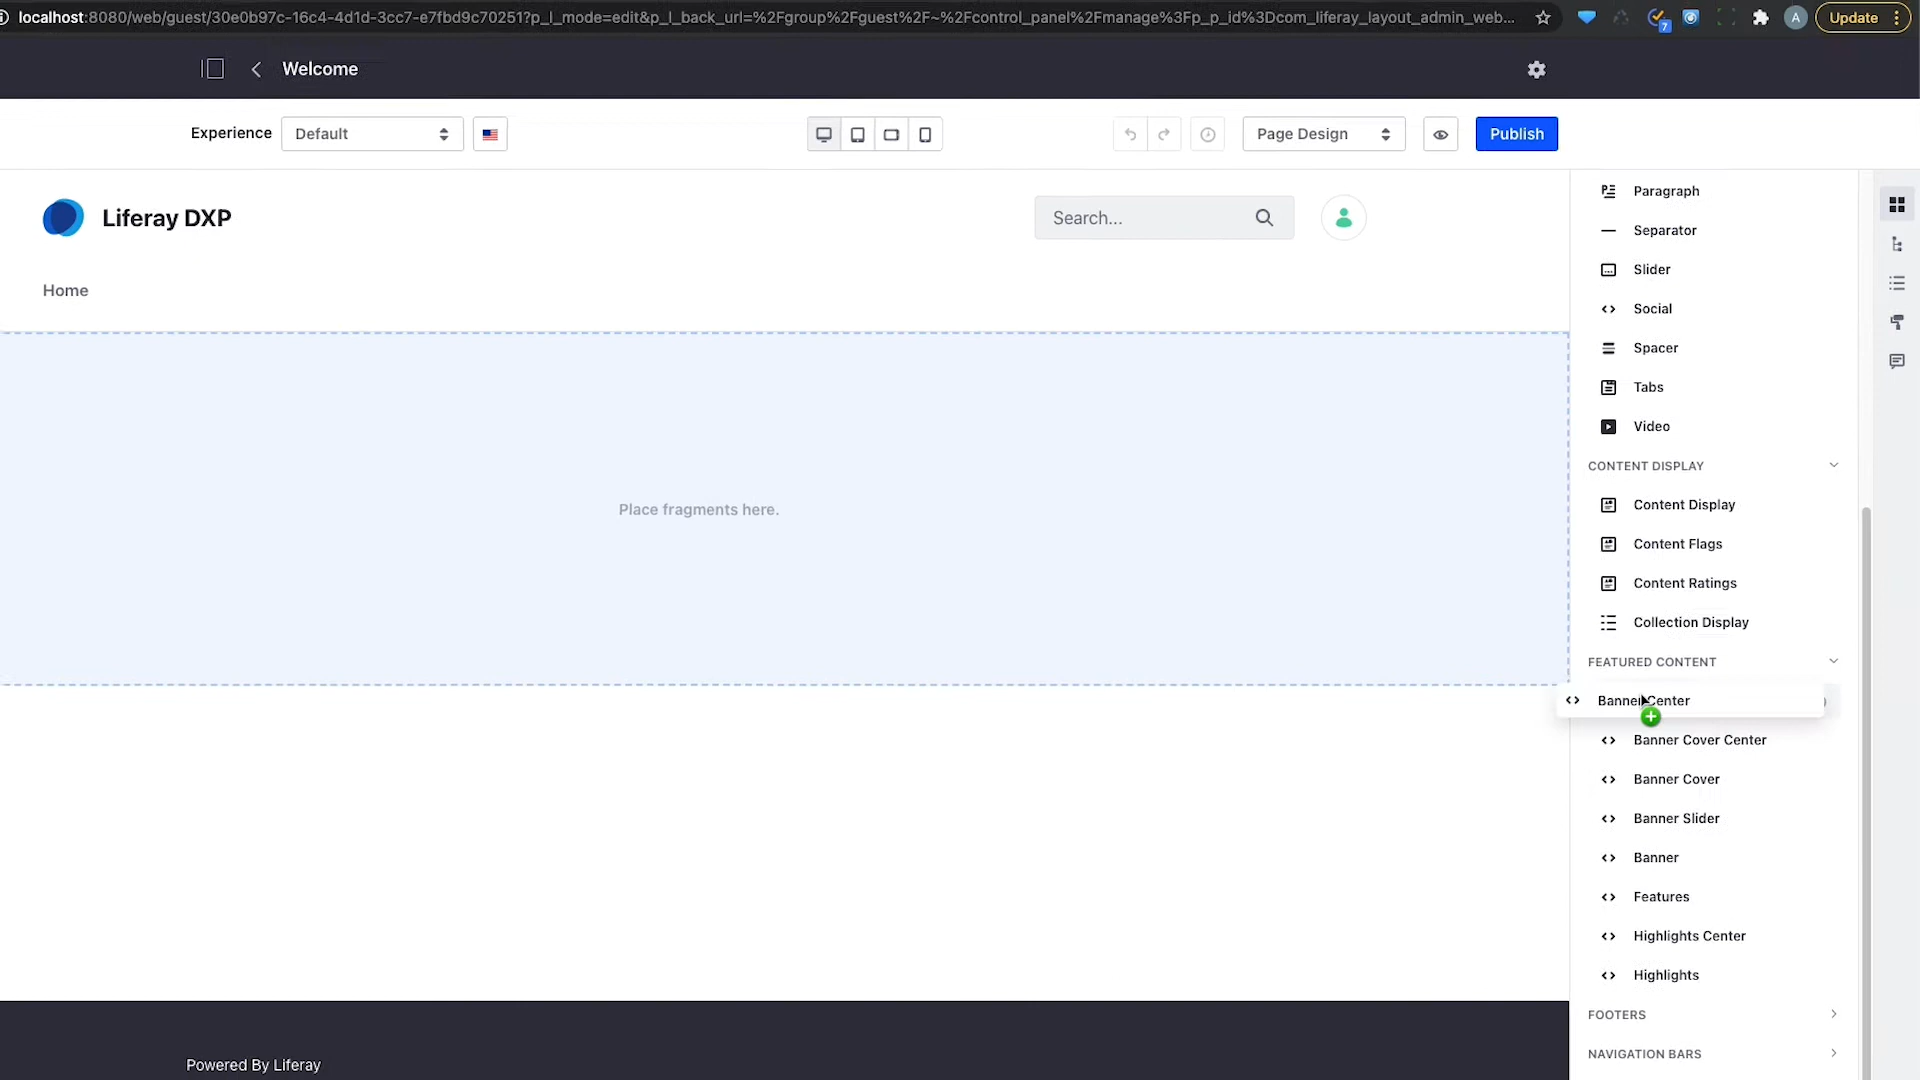 localhost:8080/web/guest/30e0b97c-16c4-4d1d-3cc7-e7fbd9c70251?p_l_mode=edit&p_l_back_url=%2Fgroup%2Fguest%2F~%2Fcontrol_panel%2Fmanage%3Fp_p_id%3Dcom_liferay_layout_admin_web...
7
A
Update
Welcome
Experience
Default
Page Design
Publish
Liferay DXP
Search...
Home
Place fragments here.
Paragraph
Separator
Slider
Social
Spacer
Tabs
Video
CONTENT DISPLAY
Content Display
Content Flags
Content Ratings
Collection Display
FEATURED CONTENT
Banner Center
Banner Cover Center
Banner Cover
Banner Slider
Banner
Features
Highlights Center
Highlights
FOOTERS
NAVIGATION BARS
Powered By Liferay